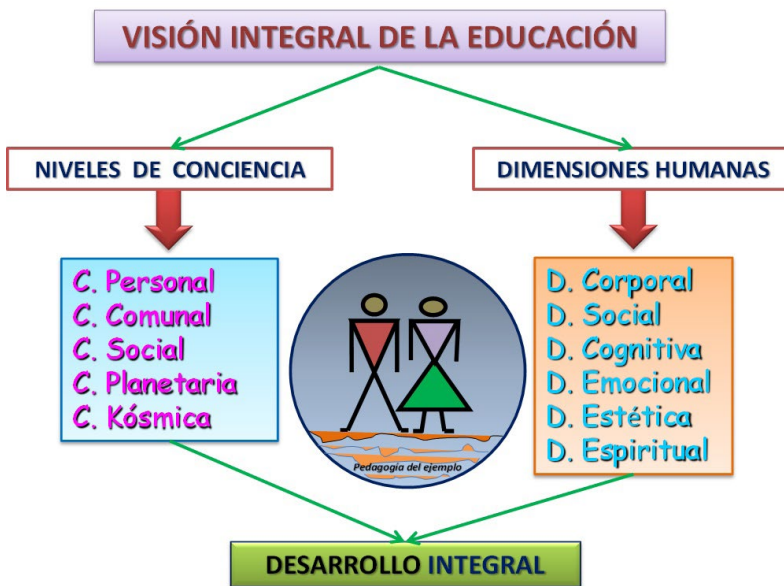 VISIÓN INTEGRAL DE LA EDUCACIÓN
NIVELES DE CONCIENCIA
DIMENSIONES HUMANAS
C. Personal
C. Comunal
C. Social
C. Planetaria
C. Kósmica
Pedagogía del ejemplo
D. Corporal
D. Social
D. Cognitiva
D. Emocional
D. Estética
D. Espiritual
DESARROLLO INTEGRAL